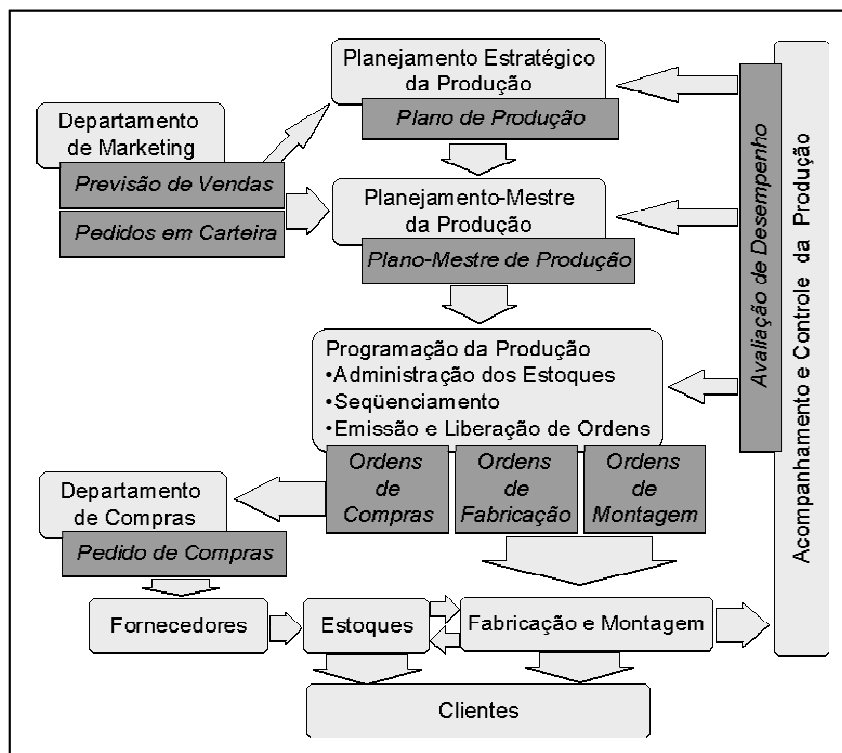 Planejamento Estratégico
da Produção
Plano de Produção
Departamento
de Marketing
Previsão de Vendas
Pedidos em Carteira
Planejamento-Mestre
da Produção
Plano-Mestre de Produção
Programação da Produção
•Administração dos Estoques
•Seqüenciamento
•Emissão e Liberação de Ordens
Ordens
de
Compras
Ordens
de
Fabricação
Ordens
de
Montagem
Departamento
de Compras
Pedido de Compras
Fornecedores
Estoques
Fabricação e Montagem
Clientes
Avaliação de Desempenho
Acompanhamento e Controle da Produção